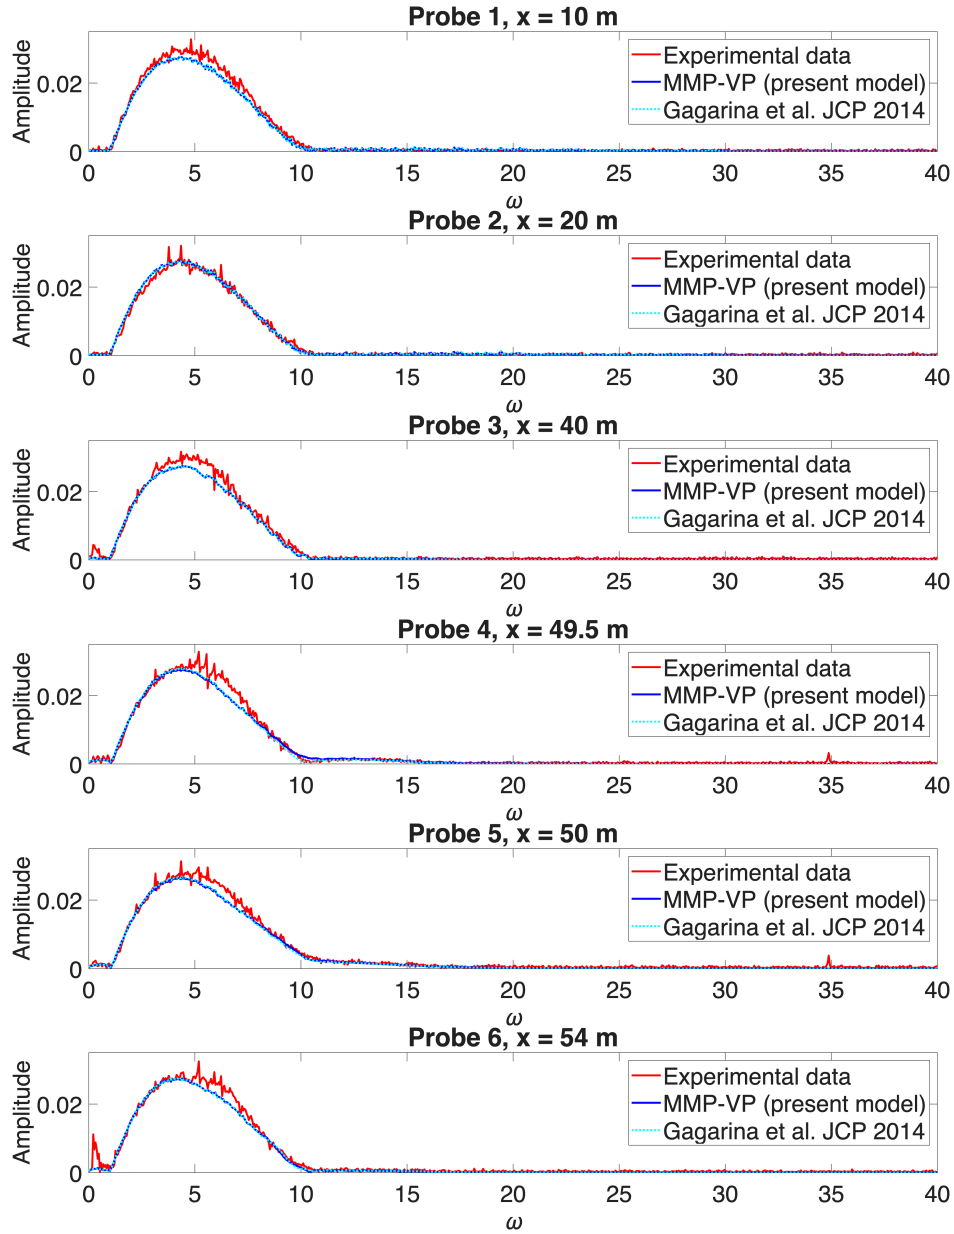 Probe 1, x = 10 m
Amplitude
0.02
0
Experimental data
MMP-VP (present model)
Gagarina et al. JCP 2014
0 5 10 15 20 25 30 35 40
ω
Probe 2, x = 20 m
Amplitude
0.02
0
Experimental data
MMP-VP (present model)
Gagarina et al. JCP 2014
0 5 10 15 20 25 30 35 40
ω
Probe 3, x = 40 m
Amplitude
0.02
0
Experimental data
MMP-VP (present model)
Gagarina et al. JCP 2014
0 5 10 15 20 25 30 35 40
ω
Probe 4, x = 49.5 m
Amplitude
0.02
0
Experimental data
MMP-VP (present model)
Gagarina et al. JCP 2014
0 5 10 15 20 25 30 35 40
ω
Probe 5, x = 50 m
Amplitude
0.02
0
Experimental data
MMP-VP (present model)
Gagarina et al. JCP 2014
0 5 10 15 20 25 30 35 40
ω
Probe 6, x = 54 m
Amplitude
0.02
0
Experimental data
MMP-VP (present model)
Gagarina et al. JCP 2014
0 5 10 15 20 25 30 35 40
ω